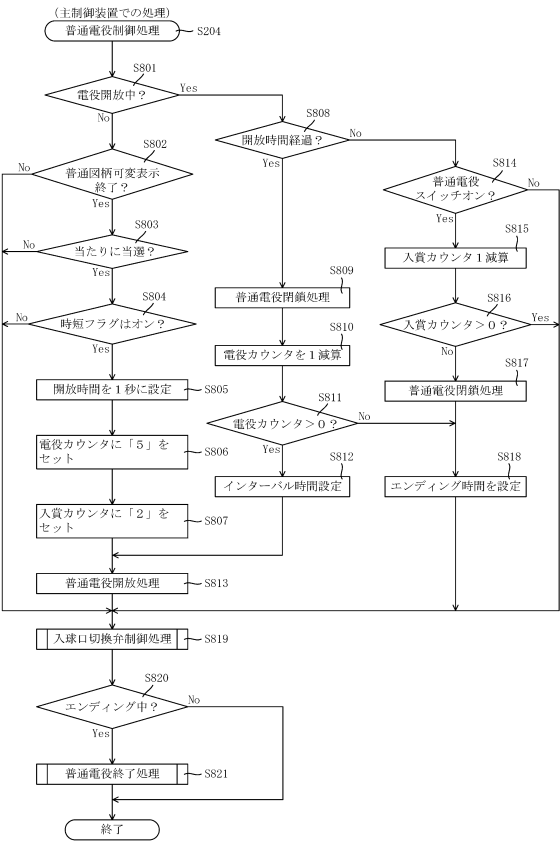 (主制御装置での処理)
普通電役制御処理
S204
S801
電役開放中?
Yes
No
S802
普通図柄可変表示
終了?
No
Yes
S803
当たりに当選?
No
Yes
S804
時短フラグはオン?
No
Yes
開放時間を1秒に設定
S805
電役カウンタに「5」を
セット
S806
入賞カウンタに「2」を
セット
S807
S808
開放時間経過?
No
Yes
S809
普通電役閉鎖処理
S810
電役カウンタを1減算
S811
電役カウンタ>0?
No
Yes
S812
インターバル時間設定
普通電役開放処理
S813
S814
普通電役
スイッチオン?
No
Yes
S815
入賞カウンタ1減算
S816
入賞カウンタ>0?
Yes
No
S817
普通電役閉鎖処理
S818
エンディング時間を設定
入球口切換弁制御処理
S819
S820
エンディング中?
No
Yes
普通電役終了処理
S821
終了